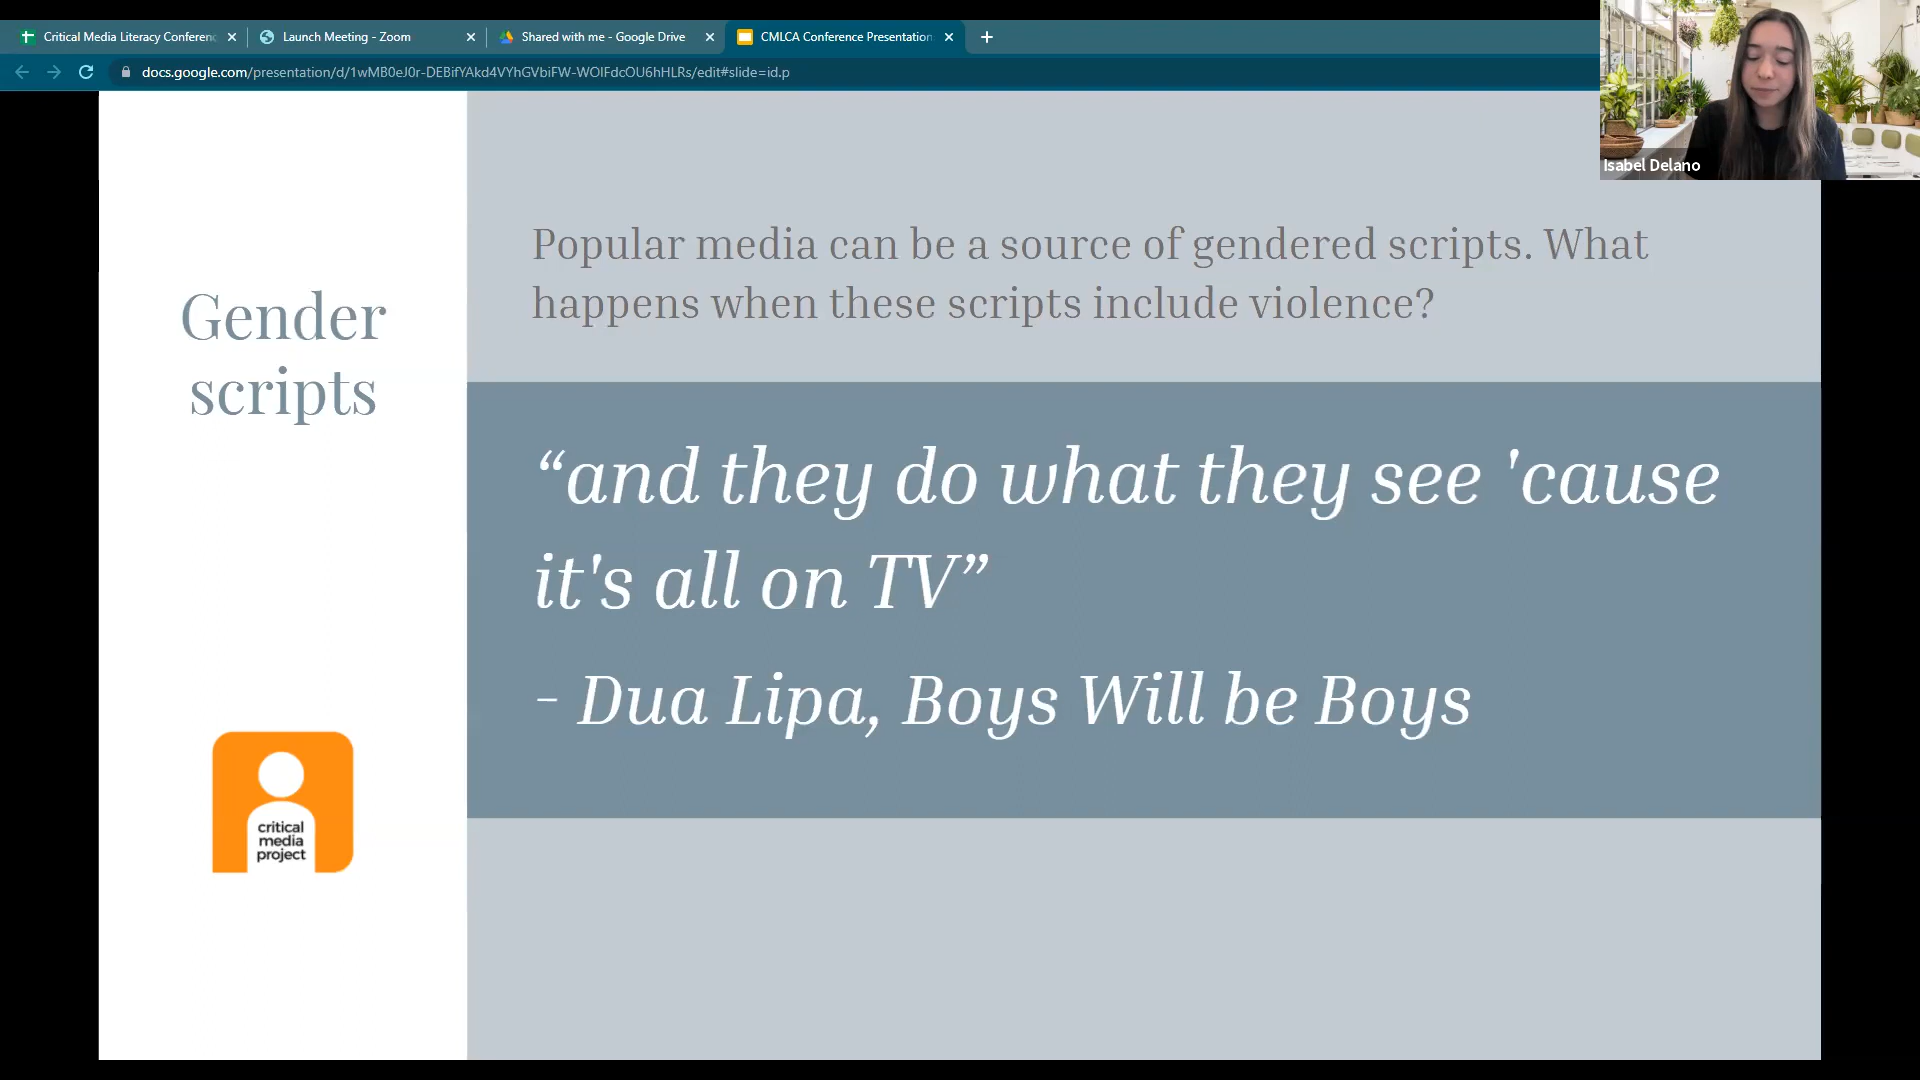 Critical Media Literacy Conferenc
Launch Meeting - Zoom
Shared with me - Google Drive
CMLCA Conference Presentation
docs.google.com/presentation/d/1wMB0eJ0r-DEBifYAkd4VYhGVbiFW-WOlFdcOU6hHLRs/edit#slide=id.p
Isabel Delano
Gender
scripts
Popular media can be a source of gendered scripts. What
happens when these scripts include violence?
“and they do what they see 'cause
it's all on TV”
- Dua Lipa, Boys Will be Boys
critical
media
project